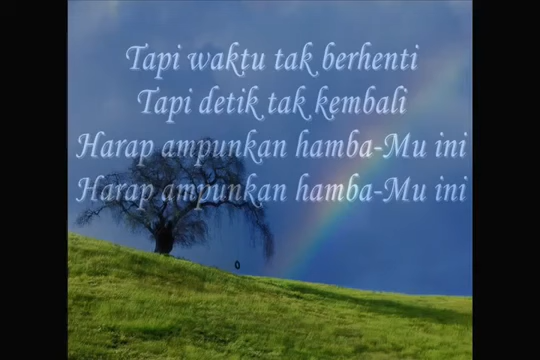 Tapi waktu tak berhenti
Tapi detik tak kembali
Harap ampunkan hamba-Mu ini
Harap ampunkan hamba-Mu ini